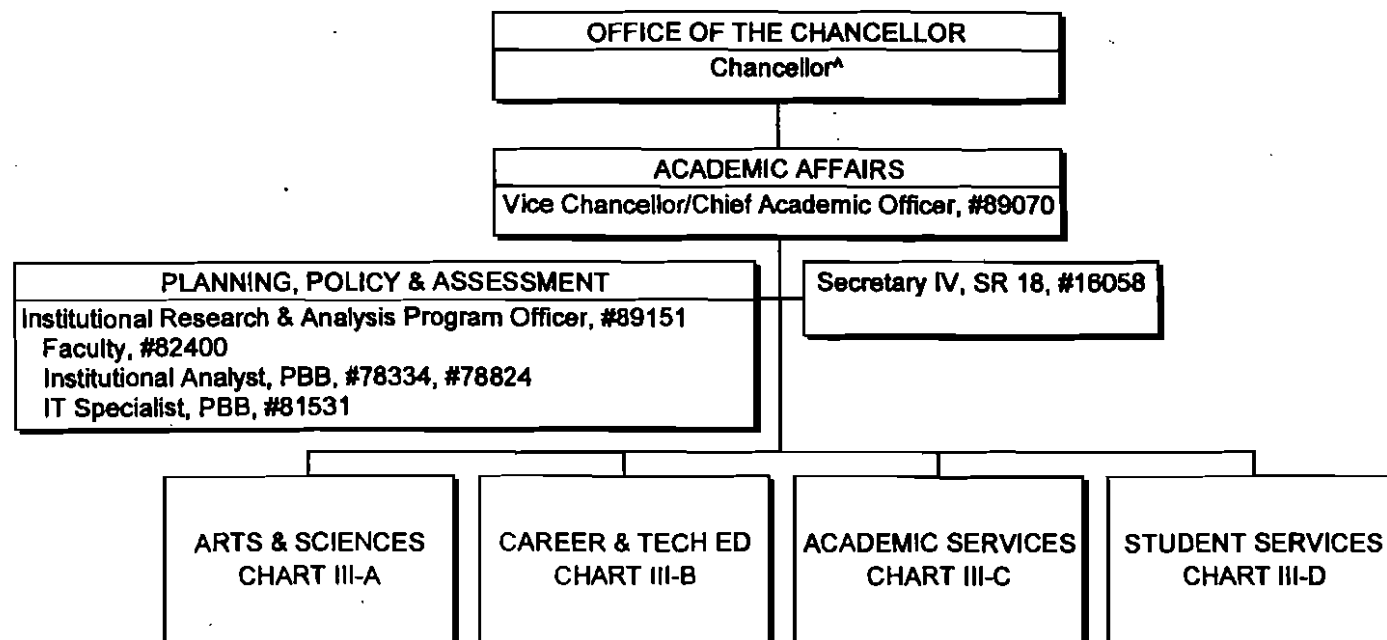 OFFICE OF THE CHANCELLOR
Chancellor^
ACADEMIC AFFAIRS
Vice Chancellor/Chief Academic Officer, #89070
PLANNING, POLICY & ASSESSMENT
Institutional Research & Analysis Program Officer, #89151
Faculty, #82400
Institutional Analyst, PBB, #78334, #78824
IT Specialist, PBB, #81531
Secretary IV, SR 18, #16058
ARTS & SCIENCES
CHART III-A
CAREER & TECH ED
CHART III-B
ACADEMIC SERVICES
CHART III-C
STUDENT SERVICES
CHART III-D